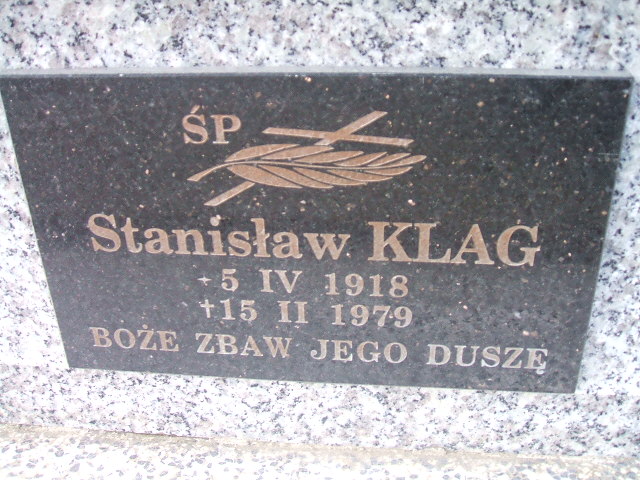 ŚP
Stanisław KLAG
⋆ 5 IV 1918
† 15 II 1979
BOŻE ZBAW JEGO DUSZĘ